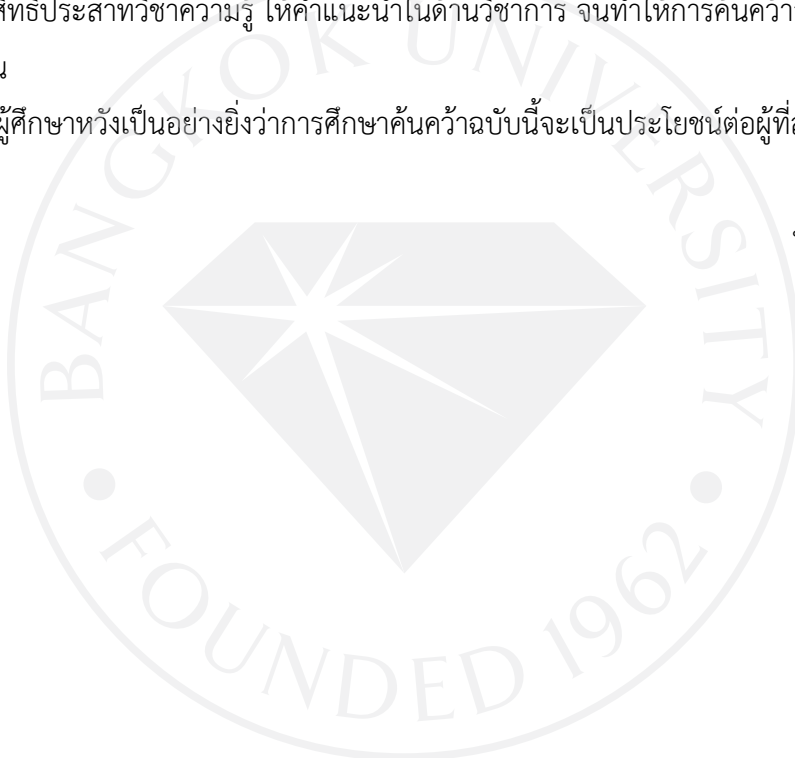 สิทธิ์ประสาทวิชาความรู้ ให้คำแนะนำในด้านวิชาการ จนทำให้การค้นคว้า
น
ผู้ศึกษาหวังเป็นอย่างยิ่งว่าการศึกษาค้นคว้าฉบับนี้จะเป็นประโยชน์ต่อผู้ที่
BANGKOK UNIVERSITY
FOUNDED 1962